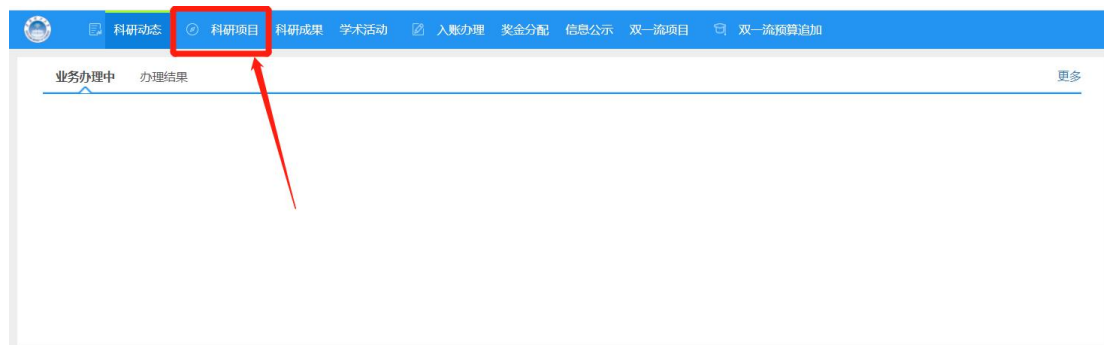 科研动态 科研项目 科研成果 学术活动 入账办理 奖金分配 信息公示 双一流项目 双一流预算追加
业务办理中 办理结果 更多